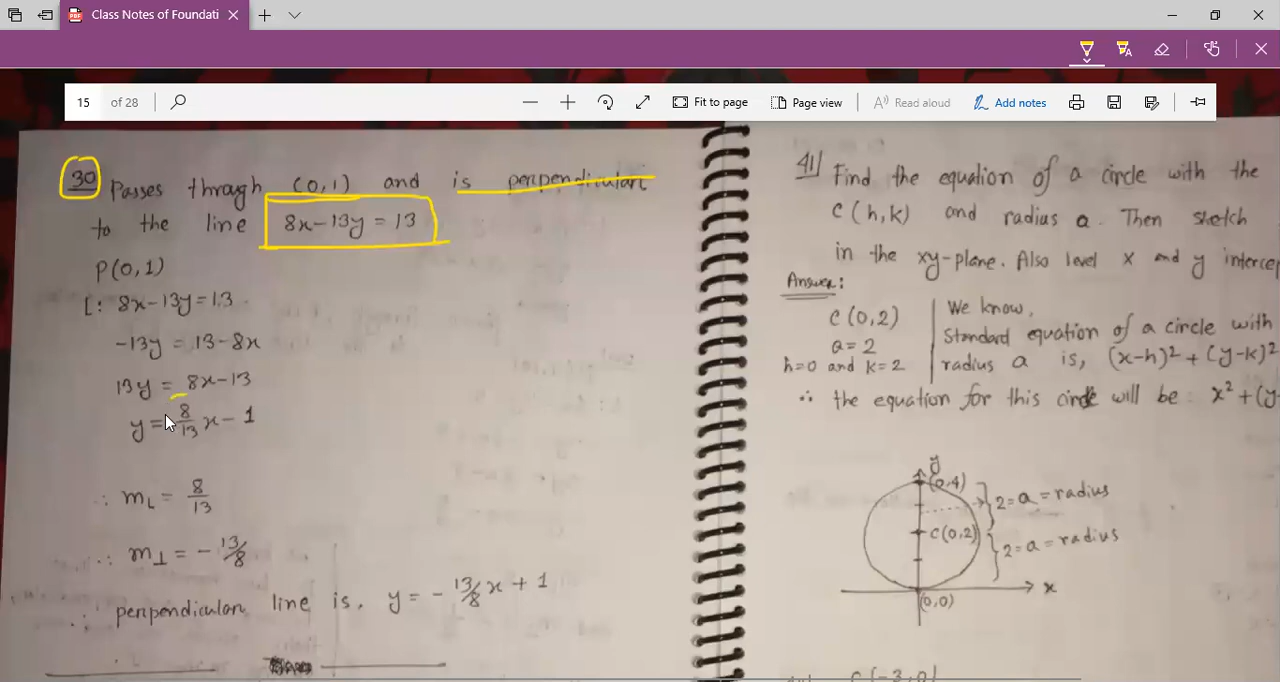 Class Notes of Foundati
15 of 28
Fit to page
Page view
Read aloud
Add notes
30 Passes through (0,1) and is perpendicular
to the line 8x-13y = 13
P(0,1)
L: 8x-13y=13
-13y = 13-8x
13y = 8x-13
y = 8/13 x - 1
∴ m_L = 8/13
∴ m_⊥ = - 13/8
∴ perpendicular line is, y = - 13/8 x + 1
41) Find the equation of a circle with the
C(h,k) and radius a. Then sketch
in the xy-plane. Also level x and y intercep
Answer:
C(0,2)
a=2
h=0 and k=2
We know,
Standard equation of a circle with
radius a is, (x-h)²+(y-k)²
∴ the equation for this circle will be: x²+(y-
y
(0,4)
2=a=radius
C(0,2)
2=a=radius
x
(0,0)
C(-3,0)